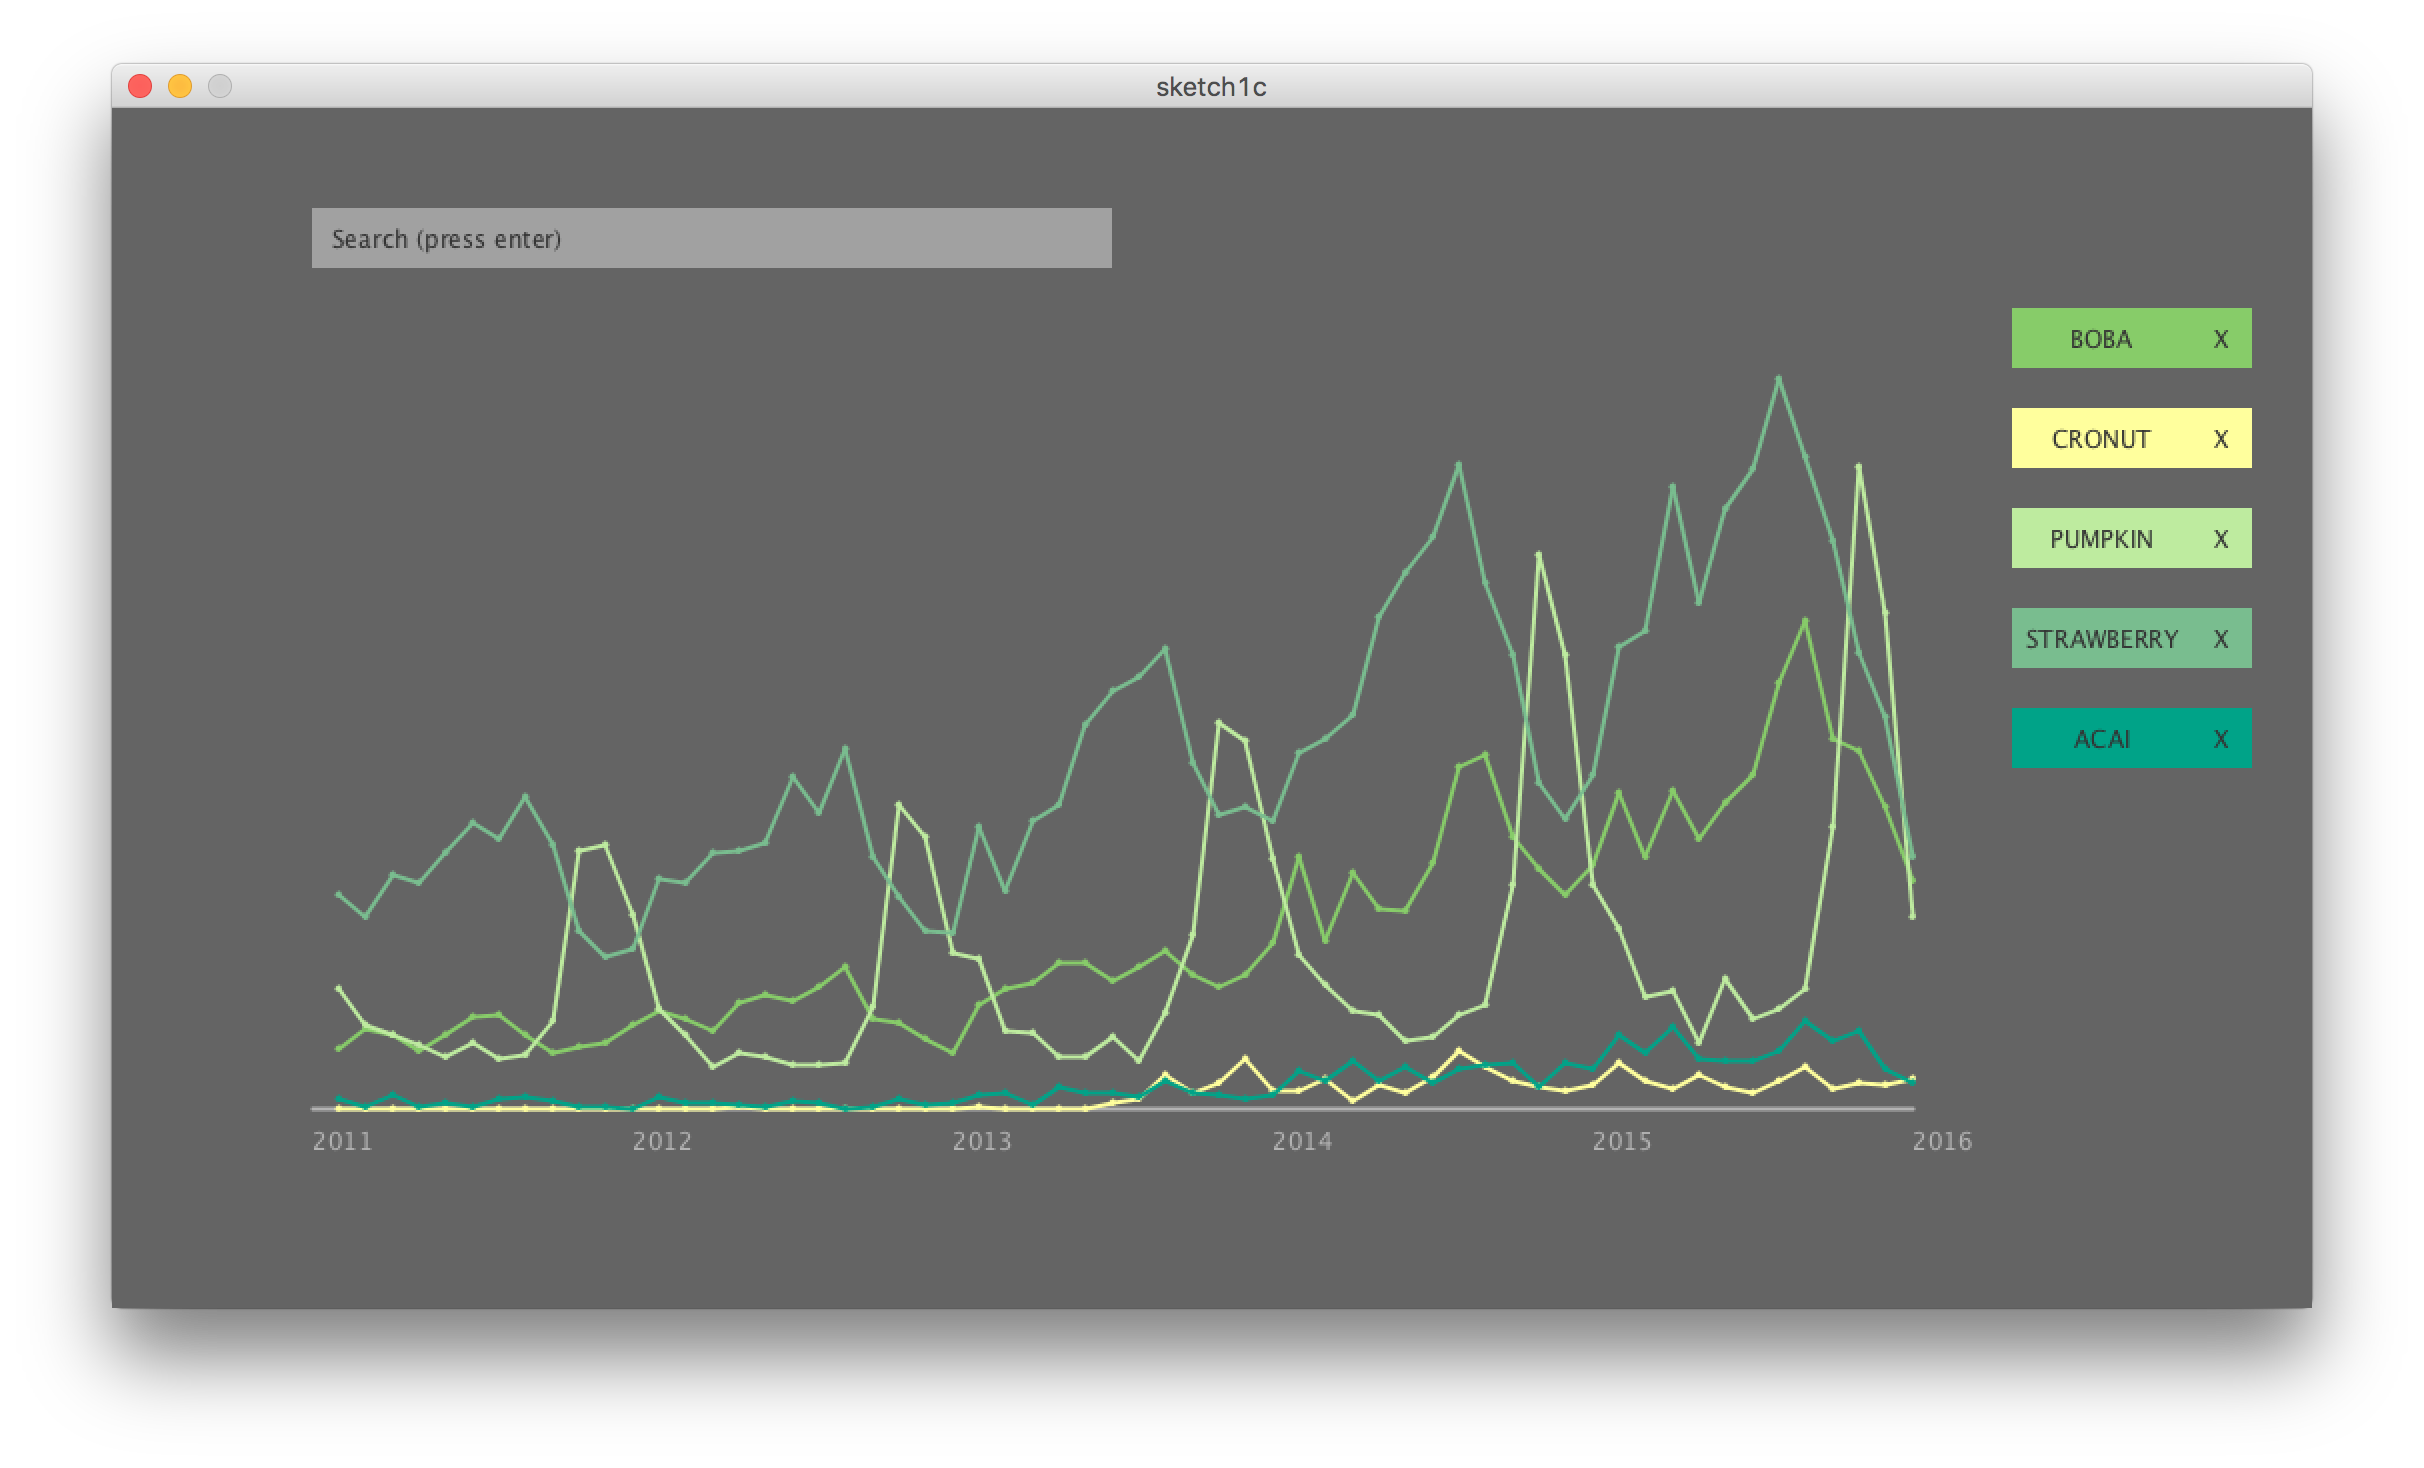 sketch1c
Search (press enter)
BOBA X
CRONUT X
PUMPKIN X
STRAWBERRY X
ACAI X
2011 2012 2013 2014 2015 2016